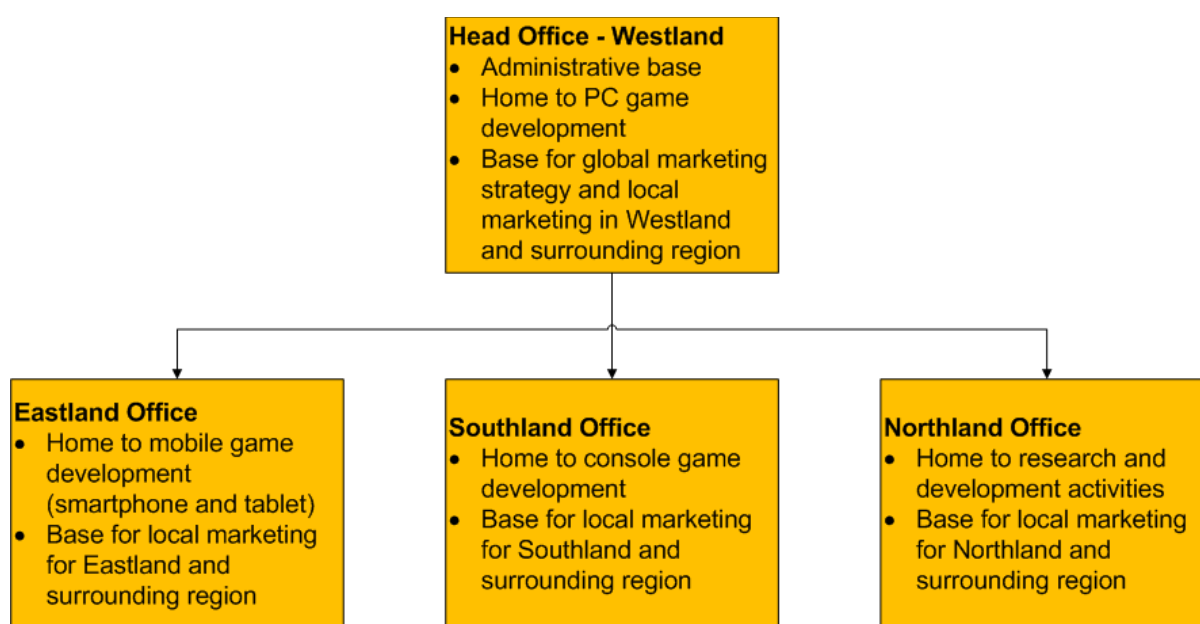 Head Office - Westland
• Administrative base
• Home to PC game
development
• Base for global marketing
strategy and local
marketing in Westland
and surrounding region
Eastland Office
• Home to mobile game
development
(smartphone and tablet)
• Base for local marketing
for Eastland and
surrounding region
Southland Office
• Home to console game
development
• Base for local marketing
for Southland and
surrounding region
Northland Office
• Home to research and
development activities
• Base for local marketing
for Northland and
surrounding region